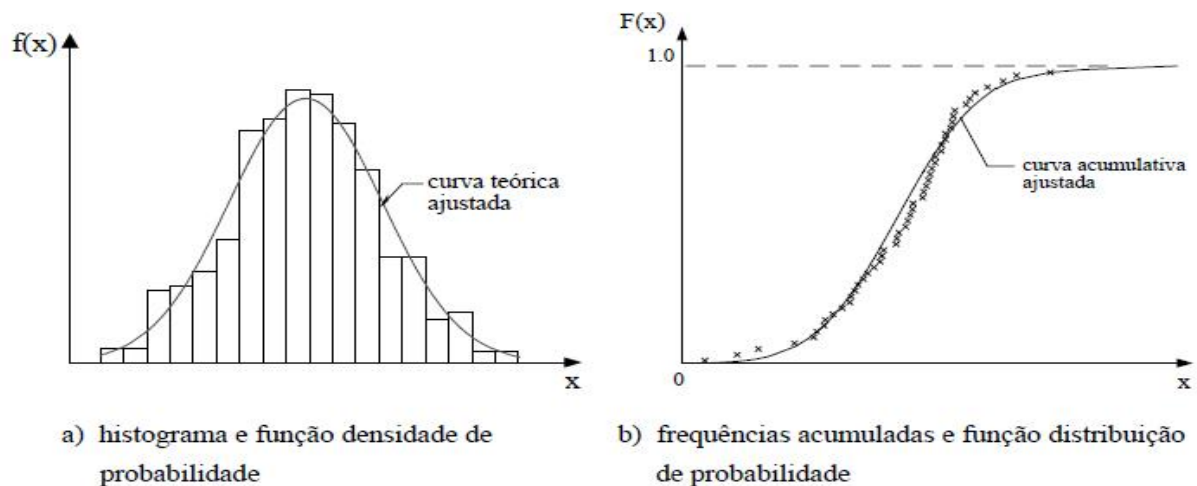 f(x)
curva teórica
ajustada
x
a) histograma e função densidade de
probabilidade
F(x)
1.0
curva acumulativa
ajustada
0
x
b) frequências acumuladas e função distribuição
de probabilidade